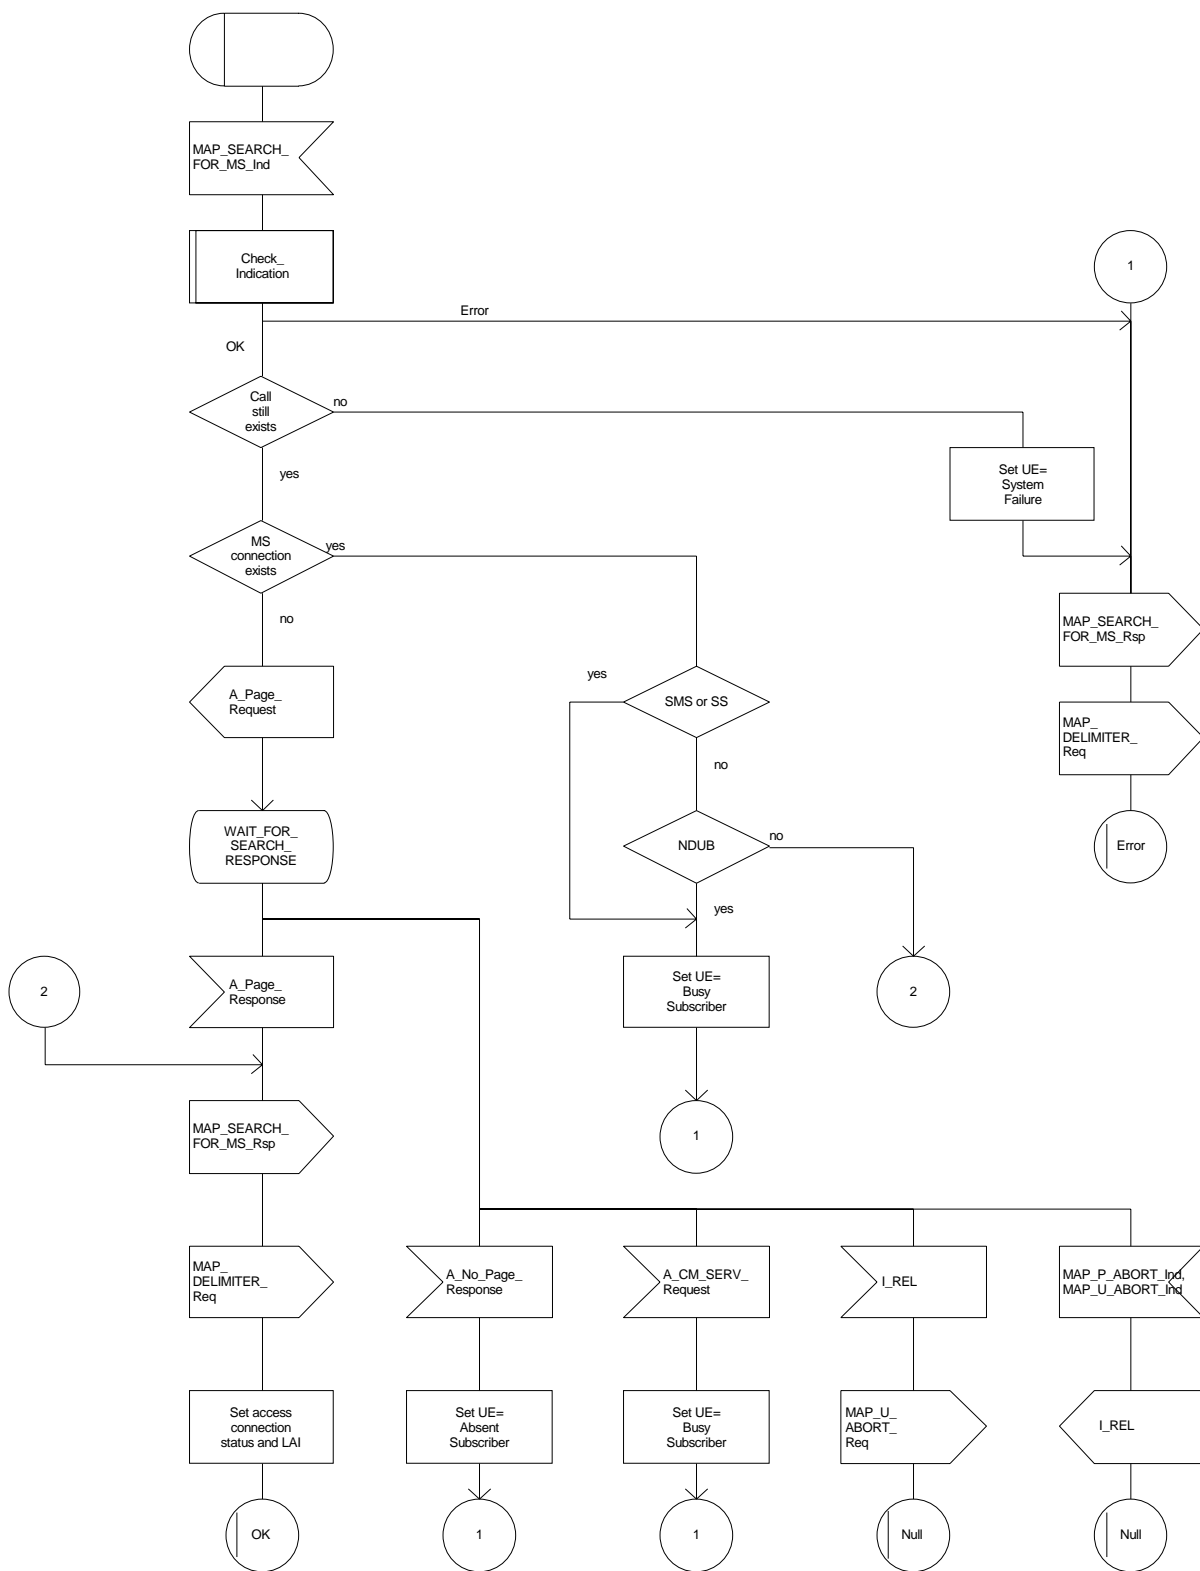 MAP_SEARCH_
FOR_MS_Ind
Check_
Indication
1
Error
OK
Call
still
exists
no
yes
Set UE=
System
Failure
MS
connection
exists
yes
no
MAP_SEARCH_
FOR_MS_Rsp
A_Page_
Request
yes
SMS or SS
no
MAP_
DELIMITER_
Req
WAIT_FOR_
SEARCH_
RESPONSE
NDUB
no
yes
Error
2
A_Page_
Response
Set UE=
Busy
Subscriber
2
MAP_SEARCH_
FOR_MS_Rsp
1
MAP_
DELIMITER_
Req
A_No_Page_
Response
A_CM_SERV_
Request
I_REL
MAP_P_ABORT_Ind,
MAP_U_ABORT_Ind
Set access
connection
status and LAI
Set UE=
Absent
Subscriber
Set UE=
Busy
Subscriber
MAP_U_
ABORT_
Req
I_REL
OK
1
1
Null
Null